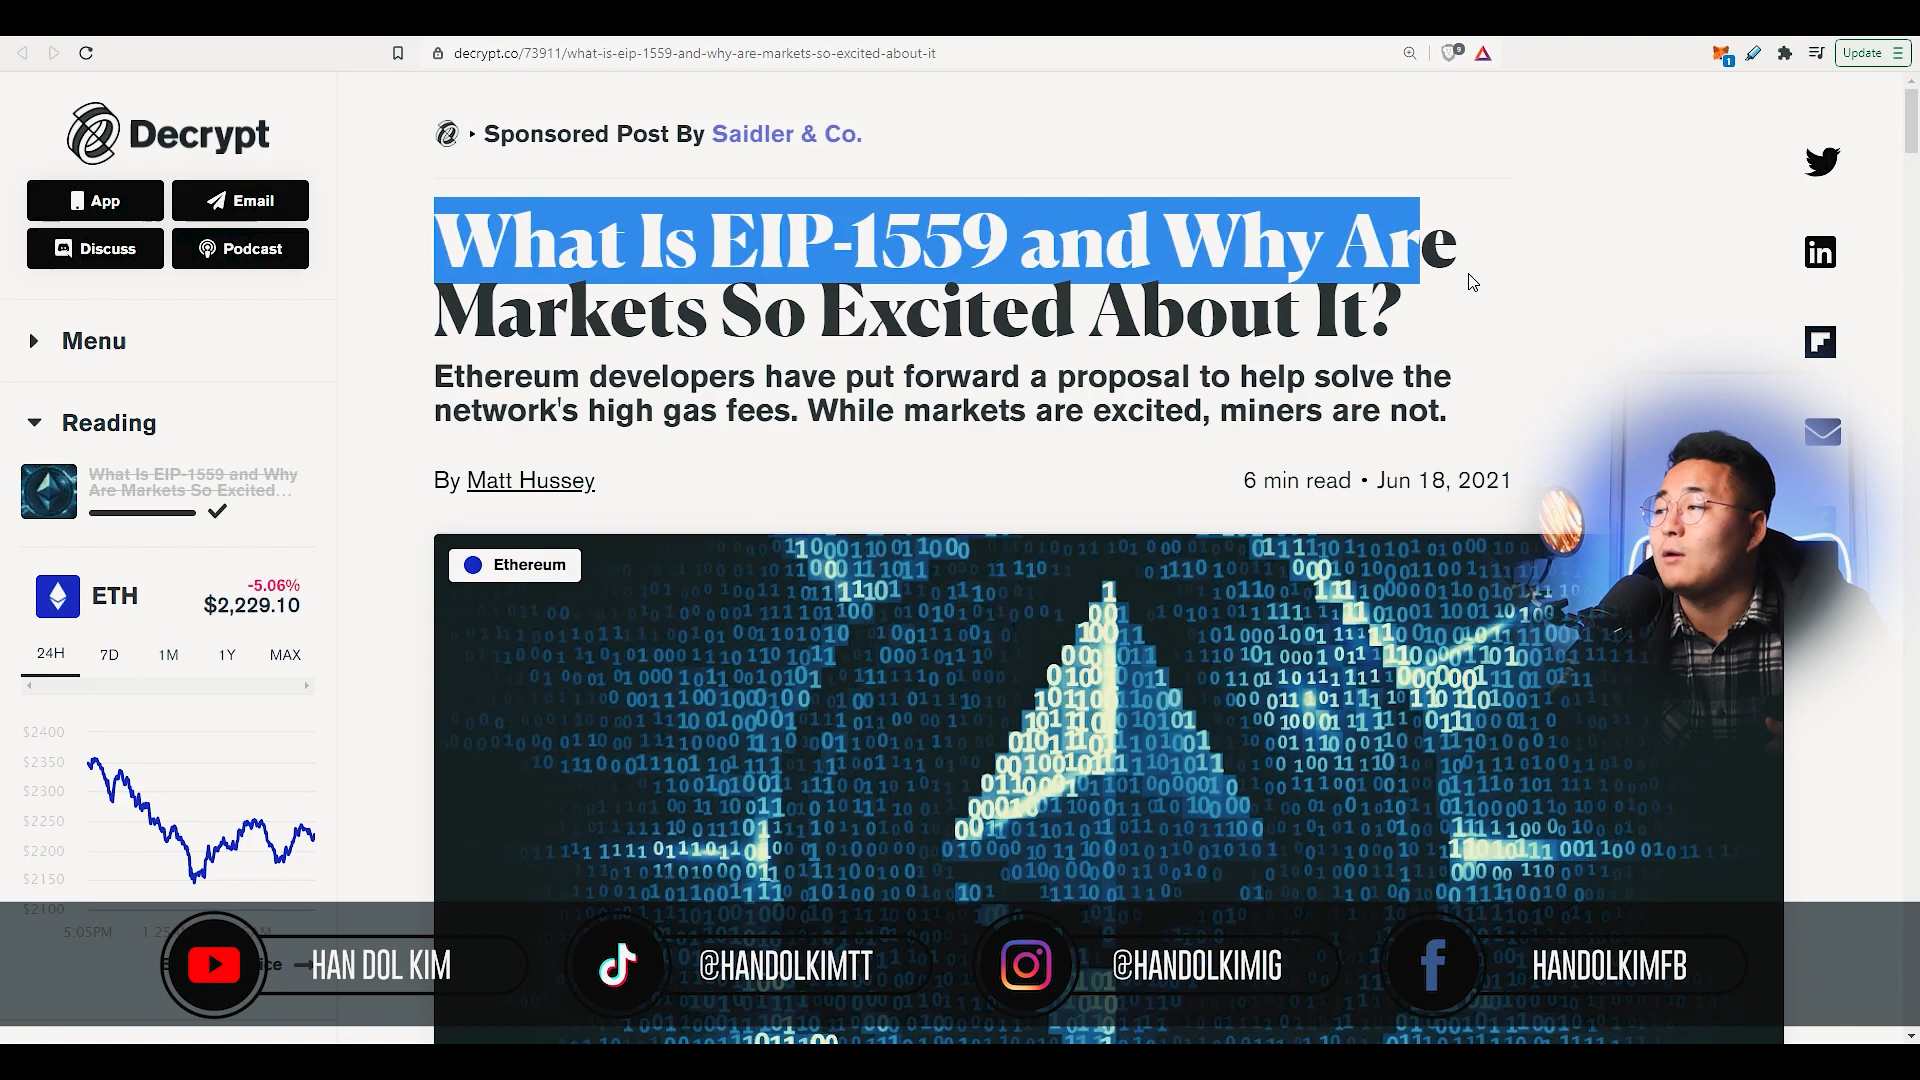 decrypt.co/73911/what-is-eip-1559-and-why-are-markets-so-excited-about-it
9
1
Update
Decrypt
App
Email
Discuss
Podcast
Menu
Reading
What Is EIP-1559 and Why
Are Markets So Excited...
ETH
-5.06%
$2,229.10
24H 7D 1M 1Y MAX
$2400
$2350
$2300
$2250
$2200
$2150
$2100
5:05PM
Sponsored Post By Saidler & Co.
What Is EIP-1559 and Why Are
Markets So Excited About It?
Ethereum developers have put forward a proposal to help solve the
network's high gas fees. While markets are excited, miners are not.
By Matt Hussey
6 min read • Jun 18, 2021
Ethereum
HAN DOL KIM
@HANDOLKIMTT
@HANDOLKIMIG
HANDOLKIMFB